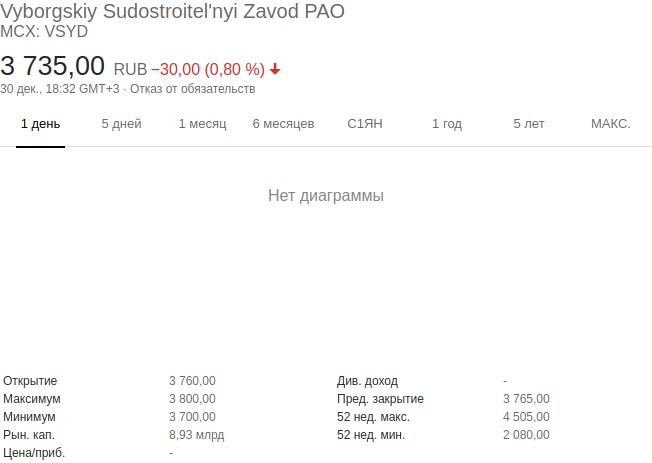 Vyborgskiy Sudostroitel'nyi Zavod PAO
MCX: VSYD
3 735,00 RUB −30,00 (0,80 %)
30 дек., 18:32 GMT+3 · Отказ от обязательств
1 день 5 дней 1 месяц 6 месяцев С1ЯН 1 год 5 лет МАКС.
Нет диаграммы
Открытие 3 760,00 Див. доход -
Максимум 3 800,00 Пред. закрытие 3 765,00
Минимум 3 700,00 52 нед. макс. 4 505,00
Рын. кап. 8,93 млрд 52 нед. мин. 2 080,00
Цена/приб. -